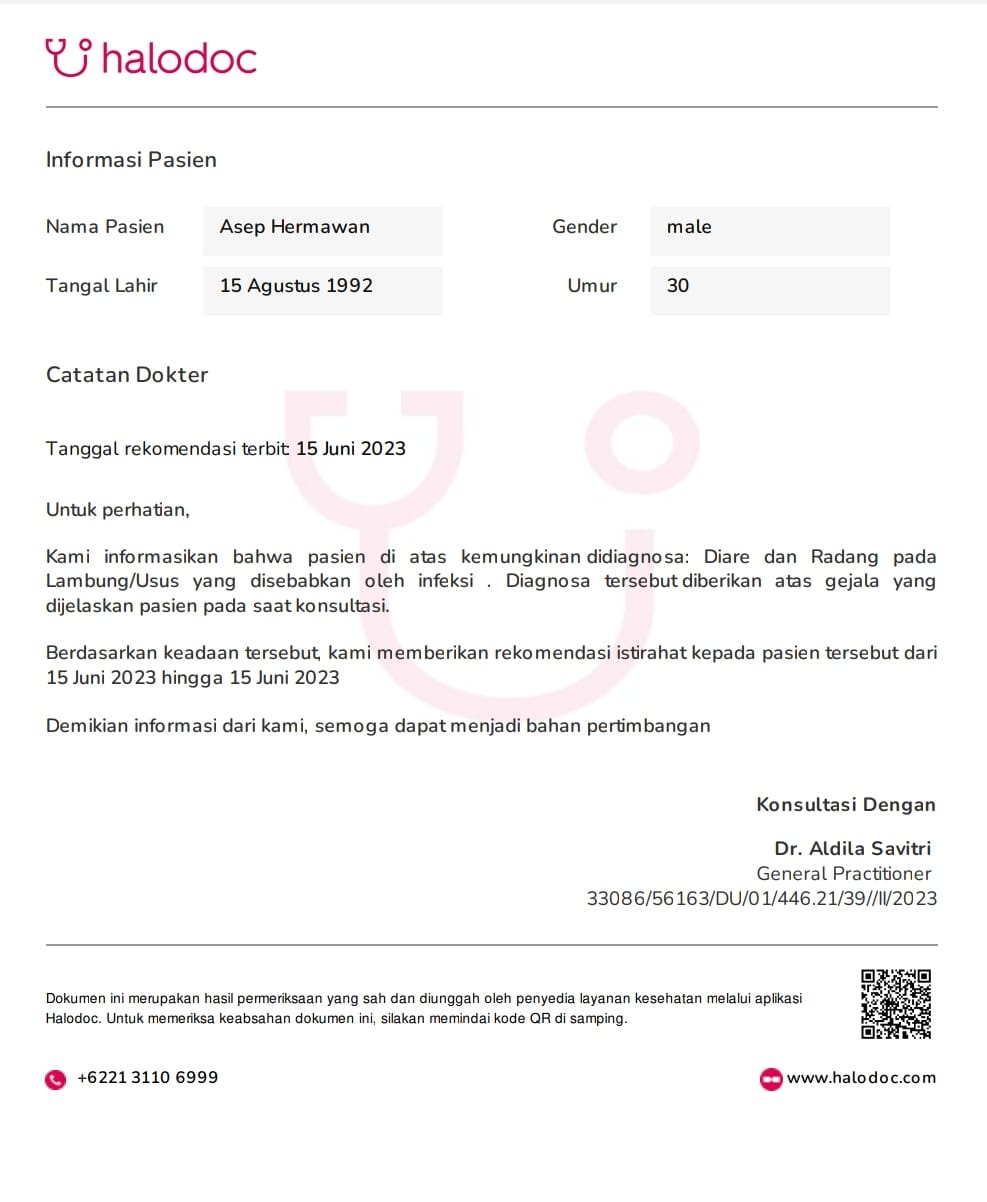 halodoc
Informasi Pasien
Nama Pasien Asep Hermawan Gender male
Tangal Lahir 15 Agustus 1992 Umur 30
Catatan Dokter
Tanggal rekomendasi terbit: 15 Juni 2023
Untuk perhatian,
Kami informasikan bahwa pasien di atas kemungkinan didiagnosa: Diare dan Radang pada
Lambung/Usus yang disebabkan oleh infeksi . Diagnosa tersebut diberikan atas gejala yang
dijelaskan pasien pada saat konsultasi.
Berdasarkan keadaan tersebut, kami memberikan rekomendasi istirahat kepada pasien tersebut dari
15 Juni 2023 hingga 15 Juni 2023
Demikian informasi dari kami, semoga dapat menjadi bahan pertimbangan
Konsultasi Dengan
Dr. Aldila Savitri
General Practitioner
33086/56163/DU/01/446.21/39//II/2023
Dokumen ini merupakan hasil permeriksaan yang sah dan diunggah oleh penyedia layanan kesehatan melalui aplikasi
Halodoc. Untuk memeriksa keabsahan dokumen ini, silakan memindai kode QR di samping.
+6221 3110 6999 www.halodoc.com